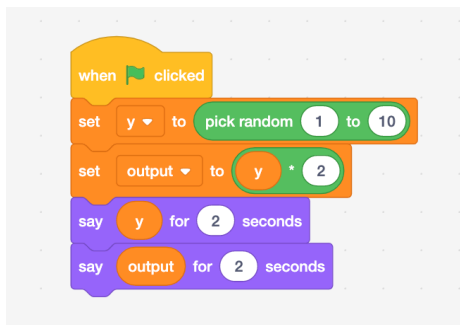 when clicked
set y to pick random 1 to 10
set output to y * 2
say y for 2 seconds
say output for 2 seconds